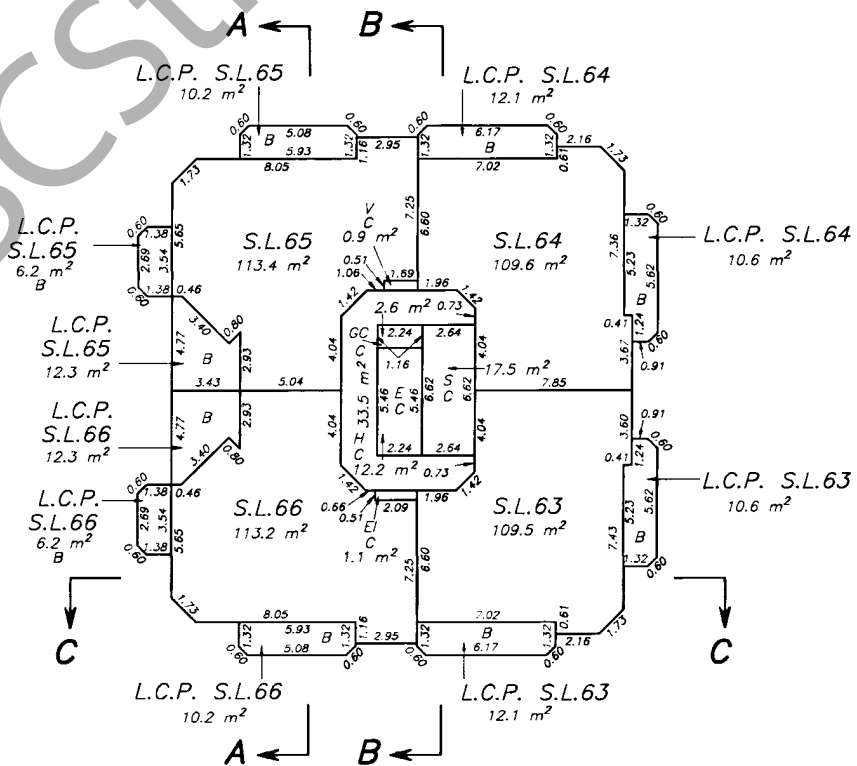 A B
L.C.P. S.L.65
10.2 m²
L.C.P. S.L.64
12.1 m²
0.60 5.08 0.60 0.60 6.17 0.60
1.32 B 1.32 2.95 1.32 B 1.32 2.16
5.93 1.16 0.61
8.05 7.02
1.73 1.73
7.25 6.60
V
C
0.9 m²
L.C.P.
S.L.65
6.2 m²
B
0.60
1.38
2.69 3.54 5.65
1.38 0.46
0.60
S.L.65
113.4 m²
S.L.64
109.6 m²
0.60
1.32
7.36 5.23 5.62
B
1.24
0.60
0.41
3.67 0.91
L.C.P. S.L.64
10.6 m²
0.51 1.69 1.96
1.06
1.42 1.42
2.6 m² 0.73
L.C.P.
S.L.65
12.3 m²
3.40 0.80
4.77 B 2.93
3.43 5.04
4.04
GC
C
2.24 2.64
1.16
4.04
17.5 m²
33.5 m²
H
C
5.46 E
C
5.46 6.62 S
C
6.62
7.85
L.C.P.
S.L.66
12.3 m²
B 2.93
4.77
3.40 0.80
4.04 4.04
2.24 2.64
12.2 m² 0.73
1.42 1.42
0.91
3.60 1.24
0.41 0.60
L.C.P.
S.L.66
6.2 m²
B
0.60
1.38 0.46
2.69 3.54 5.65
1.38
0.60
S.L.66
113.2 m²
0.66
0.51 2.09 1.96
EI
C
1.1 m²
S.L.63
109.5 m²
7.43 5.23 5.62
B
1.32
0.60
L.C.P. S.L.63
10.6 m²
7.25 6.60
C C
1.73 1.73
8.05 7.02
5.93 1.16 0.61
1.32 B 1.32 2.95 1.32 B 1.32 2.16
0.60 5.08 0.60 0.60 6.17 0.60
L.C.P. S.L.66
10.2 m²
L.C.P. S.L.63
12.1 m²
A B